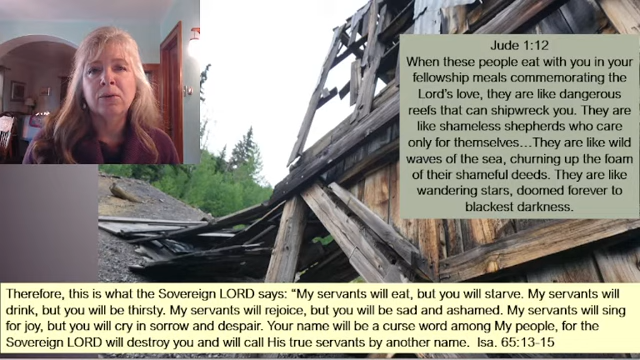 Jude 1:12
When these people eat with you in your
fellowship meals commemorating the
Lord's love, they are like dangerous
reefs that can shipwreck you. They are
like shameless shepherds who care
only for themselves…They are like wild
waves of the sea, churning up the foam
of their shameful deeds. They are like
wandering stars, doomed forever to
blackest darkness.
Therefore, this is what the Sovereign LORD says: "My servants will eat, but you will starve. My servants will
drink, but you will be thirsty. My servants will rejoice, but you will be sad and ashamed. My servants will sing
for joy, but you will cry in sorrow and despair. Your name will be a curse word among My people, for the
Sovereign LORD will destroy you and will call His true servants by another name.  Isa. 65:13-15